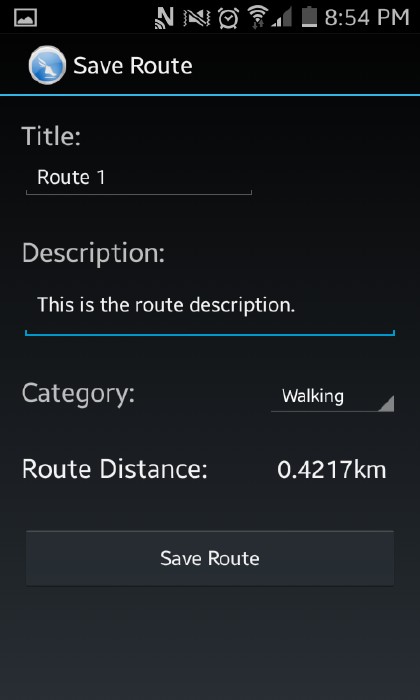 8:54 PM
Save Route
Title:
Route 1
Description:
This is the route description.
Category:
Walking
Route Distance: 0.4217km
Save Route